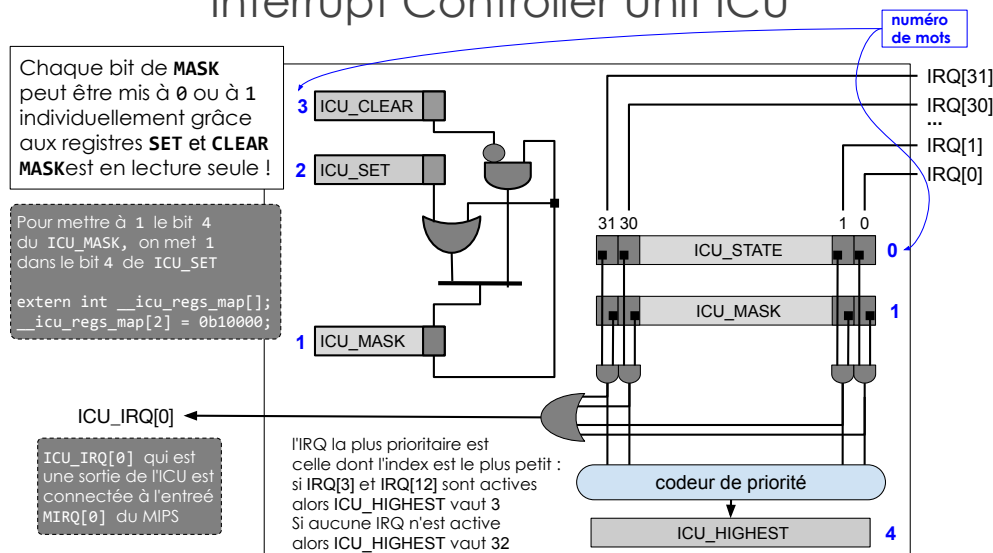 Interrupt Controller Unit ICU
numéro
de mots
Chaque bit de MASK
peut être mis à 0 ou à 1
individuellement grâce
aux registres SET et CLEAR
MASKest en lecture seule !
Pour mettre à 1 le bit 4
du ICU_MASK, on met 1
dans le bit 4 de ICU_SET
extern int __icu_regs_map[];
__icu_regs_map[2] = 0b10000;
3 ICU_CLEAR
2 ICU_SET
1 ICU_MASK
IRQ[31]
IRQ[30]
...
IRQ[1]
IRQ[0]
31 30 1 0
ICU_STATE 0
ICU_MASK 1
ICU_IRQ[0]
ICU_IRQ[0] qui est
une sortie de l'ICU est
connectée à l'entreé
MIRQ[0] du MIPS
l'IRQ la plus prioritaire est
celle dont l'index est le plus petit :
si IRQ[3] et IRQ[12] sont actives
alors ICU_HIGHEST vaut 3
Si aucune IRQ n'est active
alors ICU_HIGHEST vaut 32
codeur de priorité
ICU_HIGHEST 4